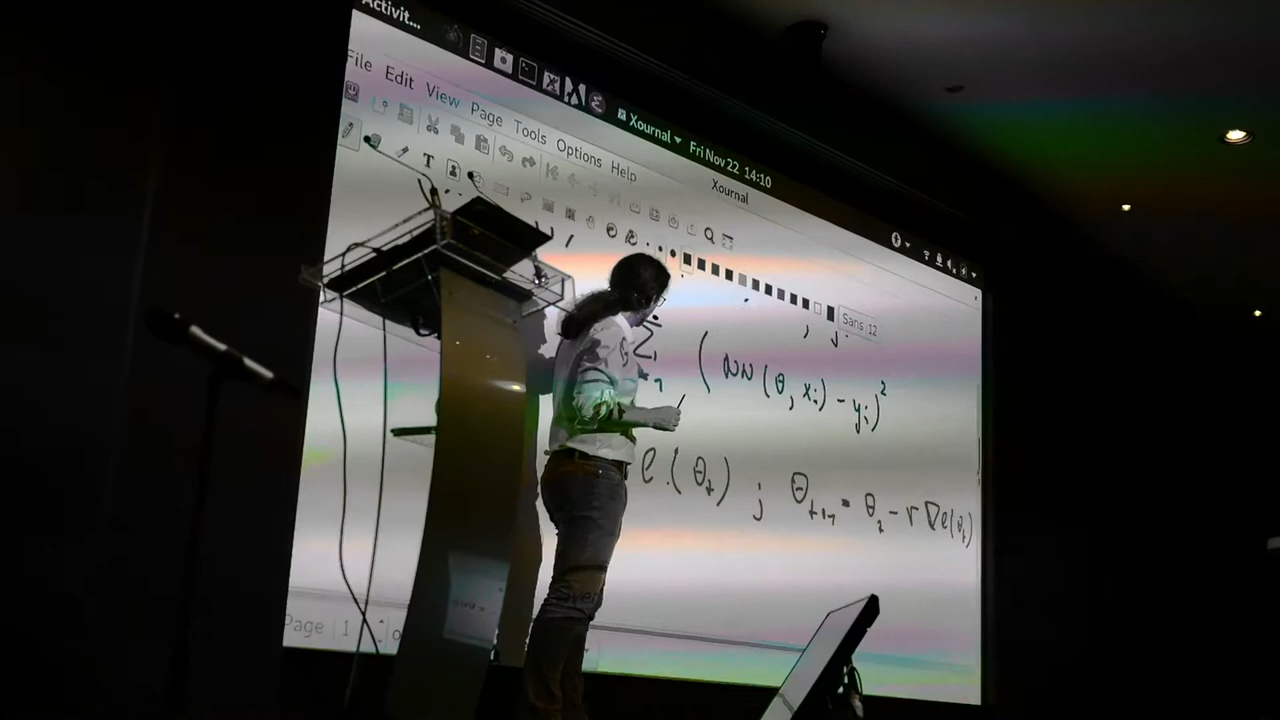 Activit...
Xournal Fri Nov 22 14:10
Xournal
File Edit View Page Tools Options Help
T
Sans 12
Σ (NN(θ, xᵢ) - yᵢ)²
ℓ.(θₜ) ; θₜ₊₁ = θₜ - r ∇ℓ(θₜ)
Page 1